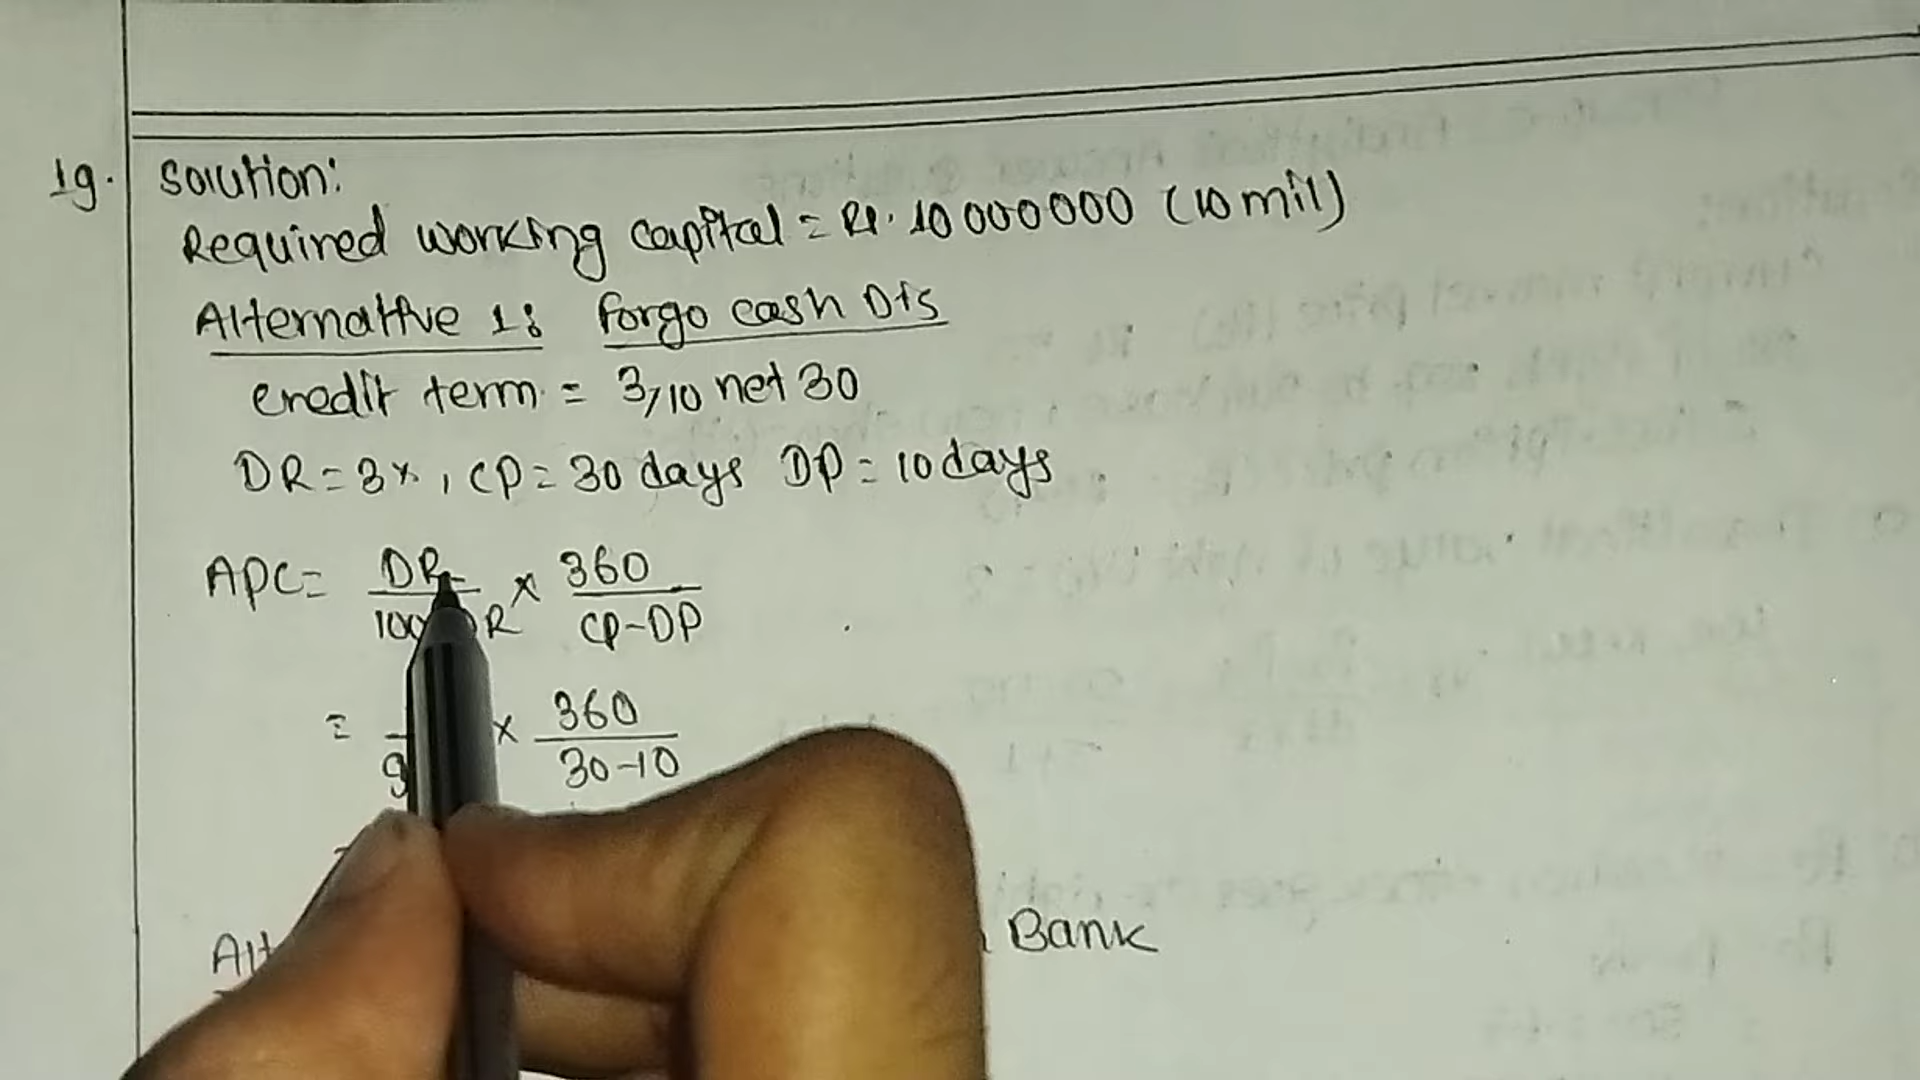 19. Solution:
Required working capital = Rs. 10000000 (10 mil)
Alternative 1: forgo cash Dis
credit term = 3/10 net 30
DR = 3%, CP = 30 days DP = 10 days
APC = DR / 100 DR × 360 / CP-DP
= 9 × 360 / 30-10
Bank